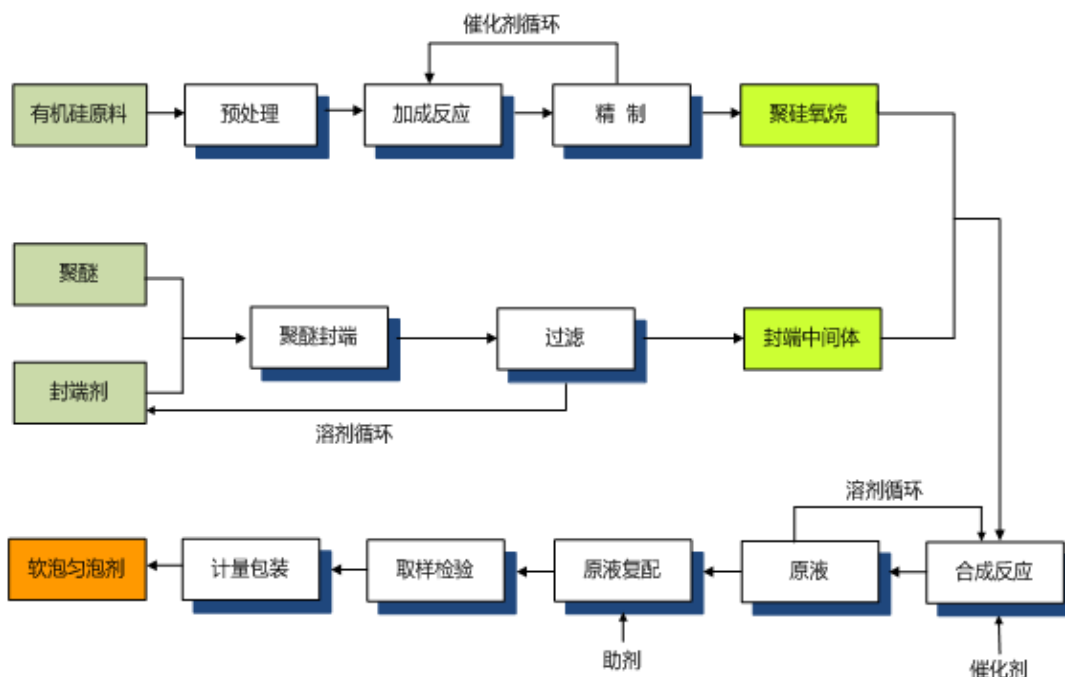 催化剂循环
有机硅原料
预处理
加成反应
精 制
聚硅氧烷
聚醚
封端剂
聚醚封端
过滤
封端中间体
溶剂循环
溶剂循环
软泡匀泡剂
计量包装
取样检验
原液复配
原液
合成反应
助剂
催化剂